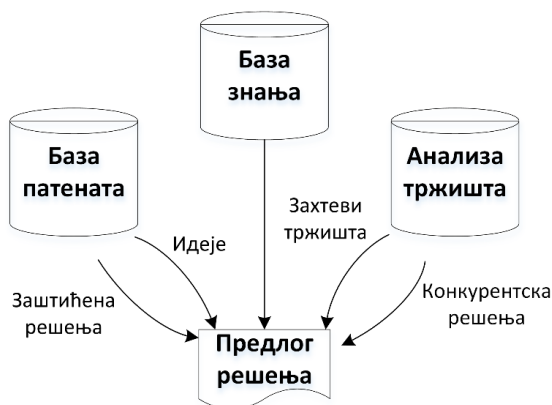 База
знања
База
патената
Анализа
тржишта
Идеје
Захтеви
тржишта
Заштићена
решења
Конкурентска
решења
Предлог
решења